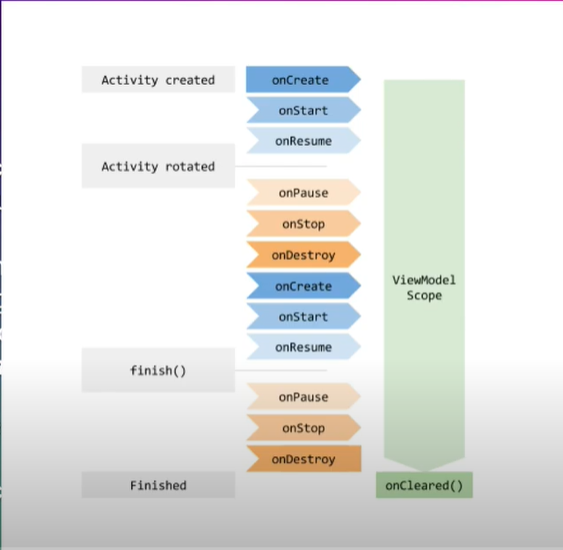 Activity created
onCreate
onStart
onResume
Activity rotated
onPause
onStop
onDestroy
onCreate
onStart
onResume
finish()
onPause
onStop
onDestroy
Finished
ViewModel
Scope
onCleared()